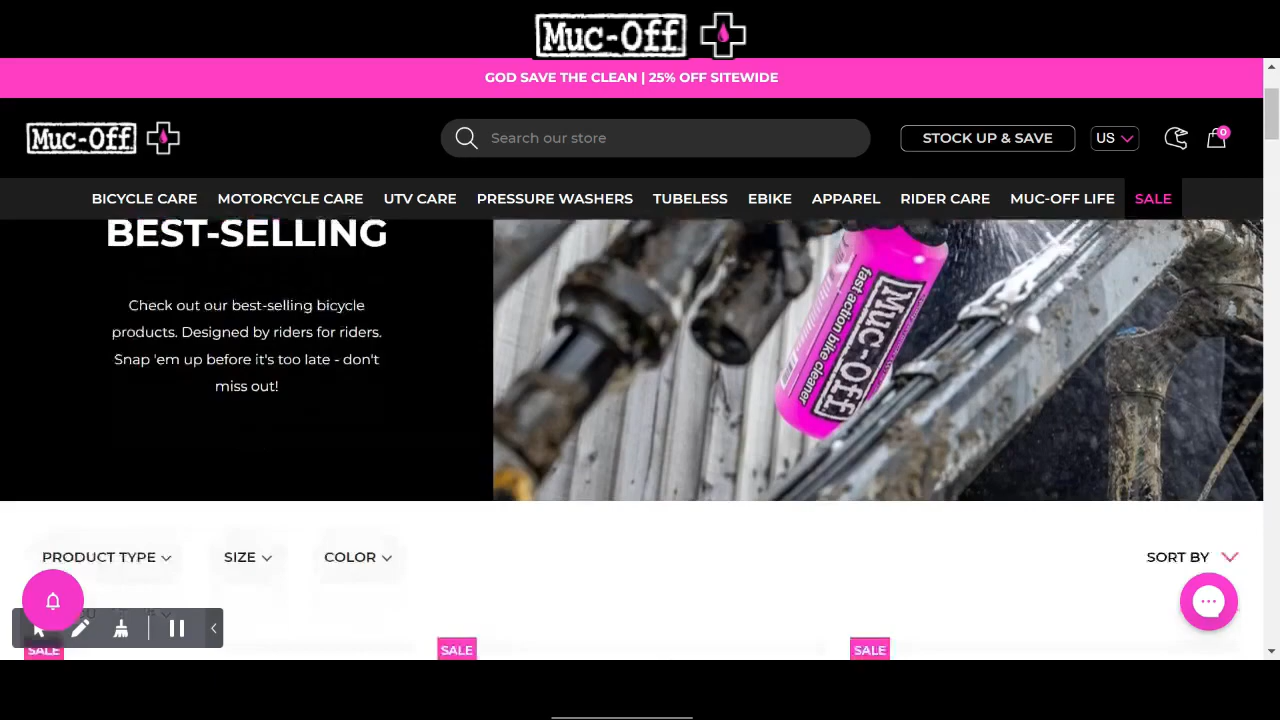 Muc-Off
GOD SAVE THE CLEAN | 25% OFF SITEWIDE
Muc-Off
Search our store
STOCK UP & SAVE
US
0
BICYCLE CARE MOTORCYCLE CARE UTV CARE PRESSURE WASHERS TUBELESS EBIKE APPAREL RIDER CARE MUC-OFF LIFE SALE
BEST-SELLING
Check out our best-selling bicycle
products. Designed by riders for riders.
Snap 'em up before it's too late - don't
miss out!
Muc-Off
fast action bike cleaner
PRODUCT TYPE SIZE COLOR SORT BY
SALE SALE SALE